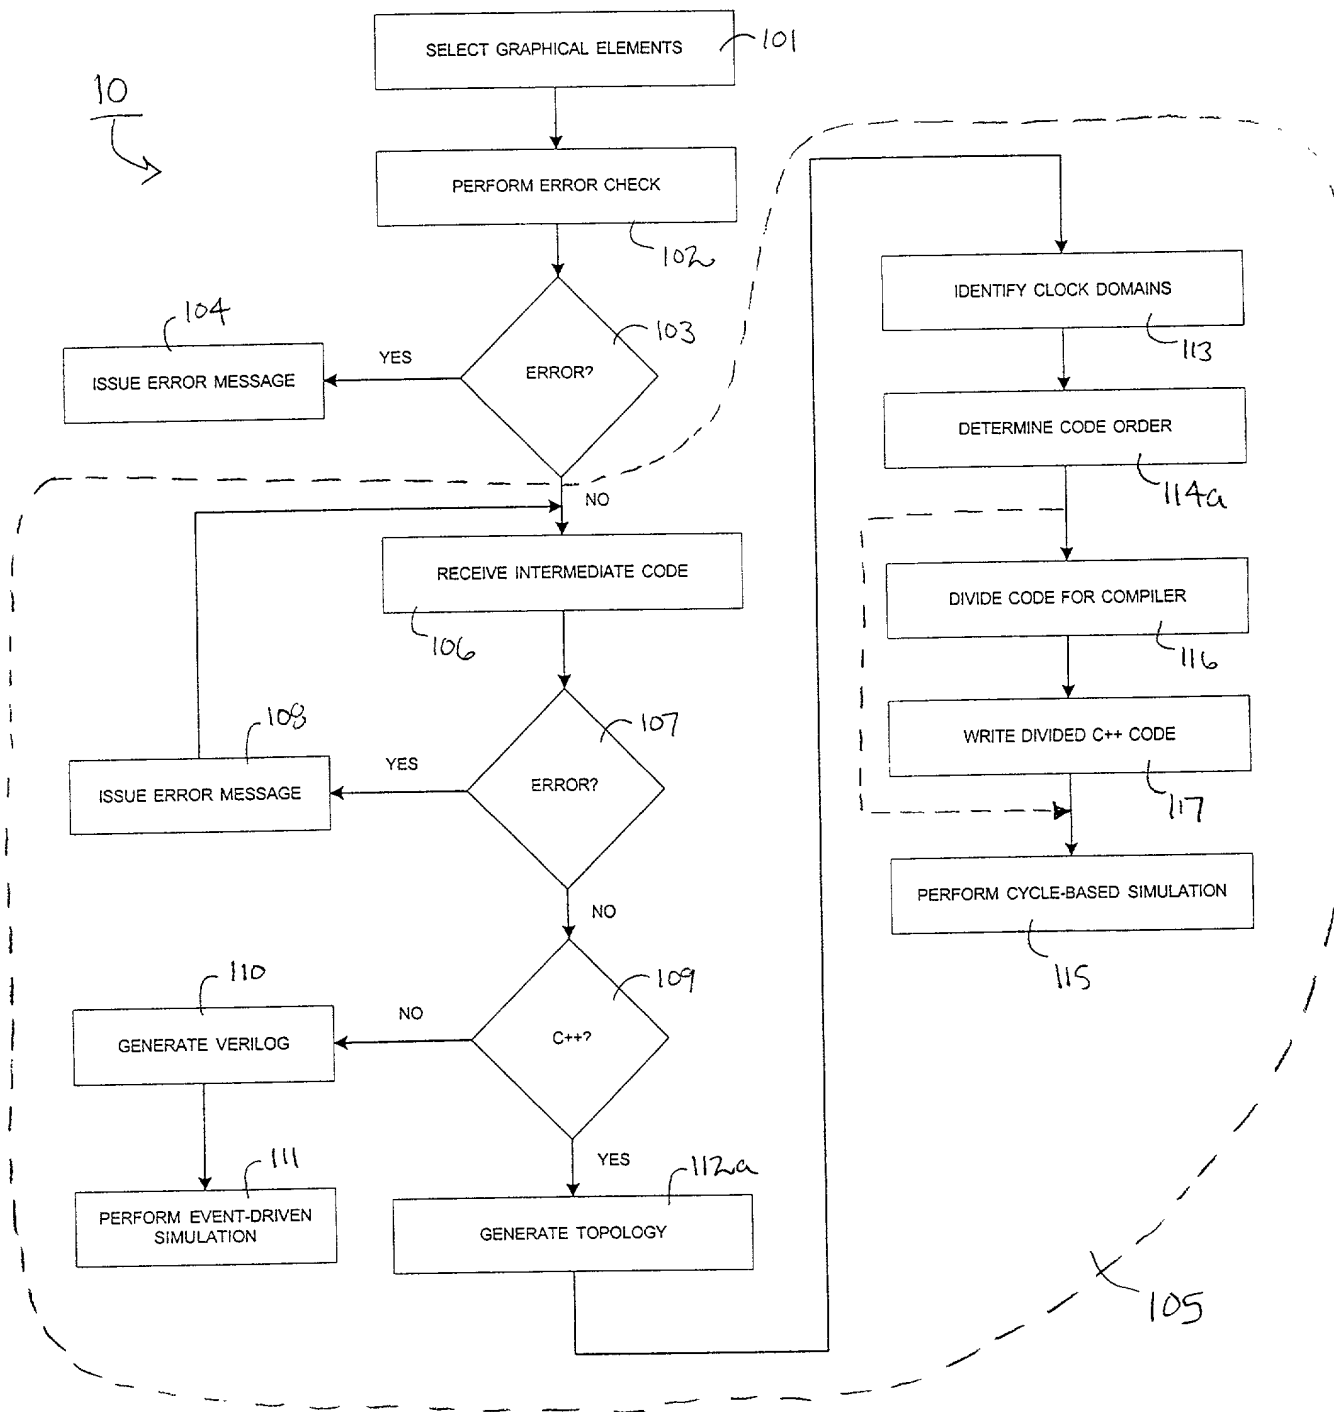 SELECT GRAPHICAL ELEMENTS
101
10
PERFORM ERROR CHECK
102
ERROR?
103
YES
104
ISSUE ERROR MESSAGE
NO
RECEIVE INTERMEDIATE CODE
106
ERROR?
107
YES
108
ISSUE ERROR MESSAGE
NO
C++?
109
NO
110
GENERATE VERILOG
111
PERFORM EVENT-DRIVEN
SIMULATION
YES
112a
GENERATE TOPOLOGY
IDENTIFY CLOCK DOMAINS
113
DETERMINE CODE ORDER
114a
DIVIDE CODE FOR COMPILER
116
WRITE DIVIDED C++ CODE
117
PERFORM CYCLE-BASED SIMULATION
115
105